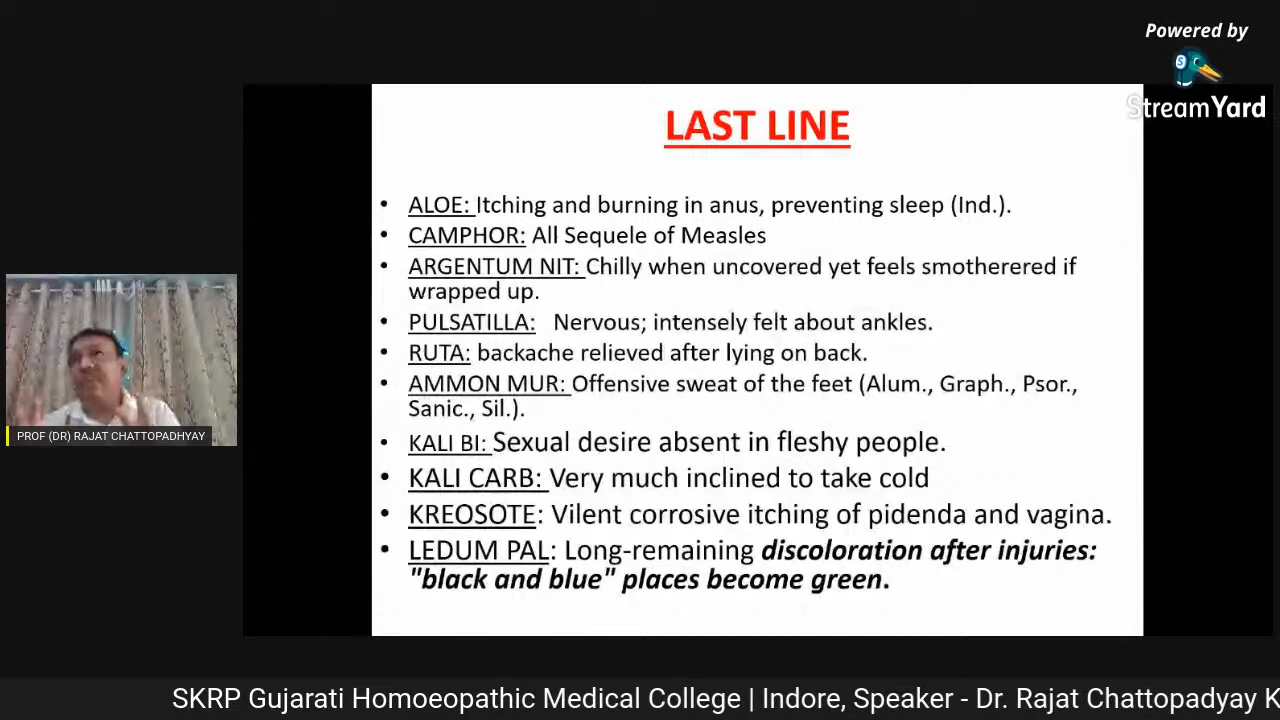 Powered by
StreamYard
LAST LINE
• ALOE: Itching and burning in anus, preventing sleep (Ind.).
• CAMPHOR: All Sequele of Measles
• ARGENTUM NIT: Chilly when uncovered yet feels smotherered if
wrapped up.
• PULSATILLA: Nervous; intensely felt about ankles.
• RUTA: backache relieved after lying on back.
• AMMON MUR: Offensive sweat of the feet (Alum., Graph., Psor.,
Sanic., Sil.).
• KALI BI: Sexual desire absent in fleshy people.
• KALI CARB: Very much inclined to take cold
• KREOSOTE: Vilent corrosive itching of pidenda and vagina.
• LEDUM PAL: Long-remaining discoloration after injuries:
"black and blue" places become green.
PROF (DR) RAJAT CHATTOPADHYAY
SKRP Gujarati Homoeopathic Medical College | Indore, Speaker - Dr. Rajat Chattopadyay K